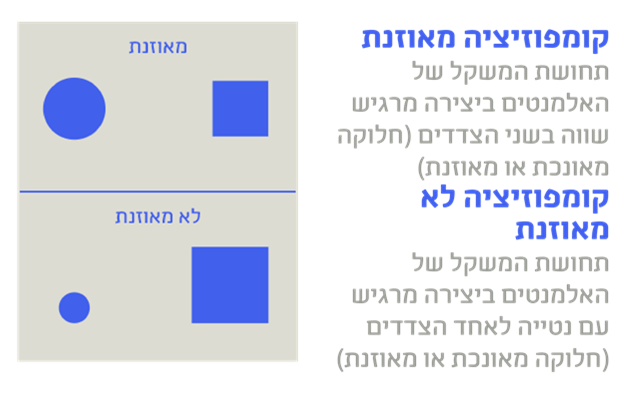 קומפוזיציה מאוזנת
תחושת המשקל של
האלמנטים ביצירה מרגיש
שווה בשני הצדדים (חלוקה
מאונכת או מאוזנת)
קומפוזיציה לא
מאוזנת
תחושת המשקל של
האלמנטים ביצירה מרגיש
עם נטייה לאחד הצדדים
(חלוקה מאונכת או מאוזנת)
מאוזנת
לא מאוזנת